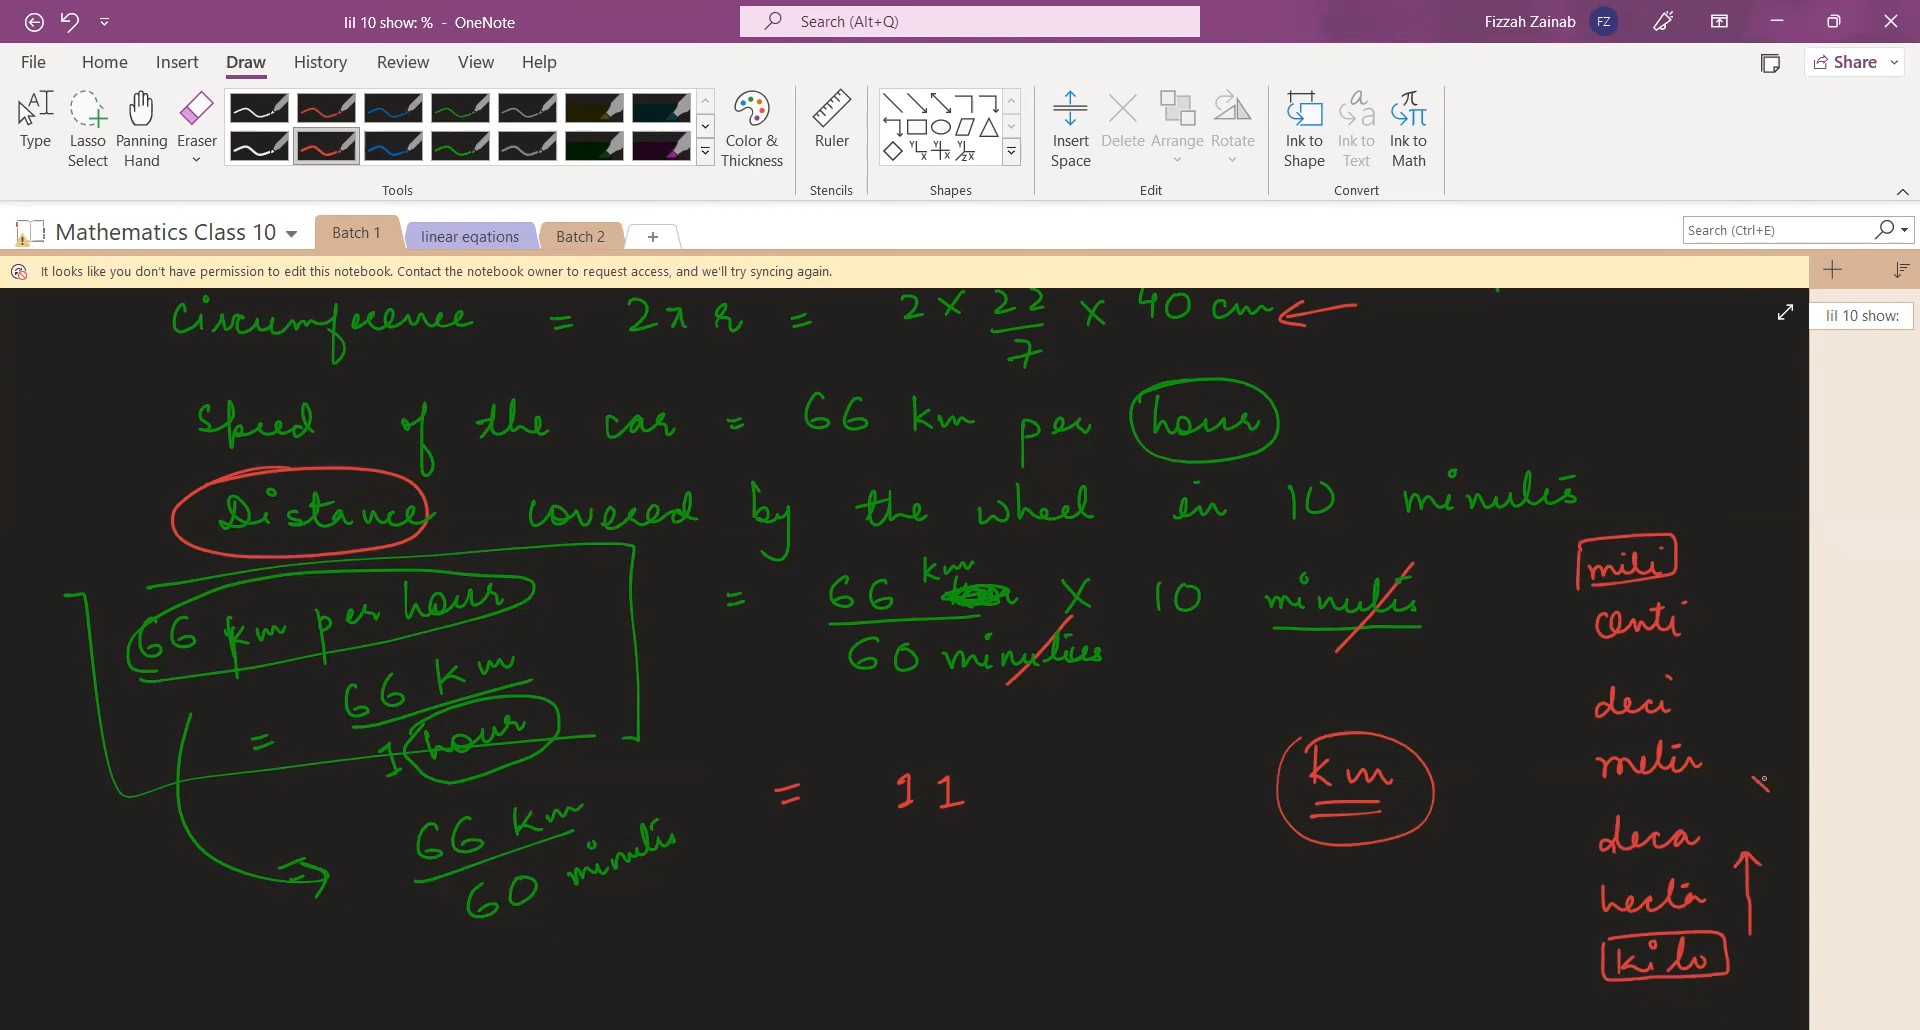 lil 10 show: % - OneNote
Search (Alt+Q)
Fizzah Zainab
FZ
File Home Insert Draw History Review View Help
Share
Type
Lasso Select
Panning Hand
Eraser
Color & Thickness
Ruler
Insert Space
Delete
Arrange
Rotate
Ink to Shape
Ink to Text
Ink to Math
Tools
Stencils
Shapes
Edit
Convert
Mathematics Class 10
Batch 1
linear eqations
Batch 2
Search (Ctrl+E)
It looks like you don't have permission to edit this notebook. Contact the notebook owner to request access, and we'll try syncing again.
lil 10 show:
Circumference = 2πr = 2 × 22/7 × 40 cm
Speed of the car = 66 km per hour
Distance covered by the wheel in 10 minutes
= 66 km / 60 minutes × 10 minutes
66 km per hour
= 66 km / 1 hour
⇒ 66 km / 60 minutes
= 11 km
mili
centi
deci
meter
deca
hecta
kilo